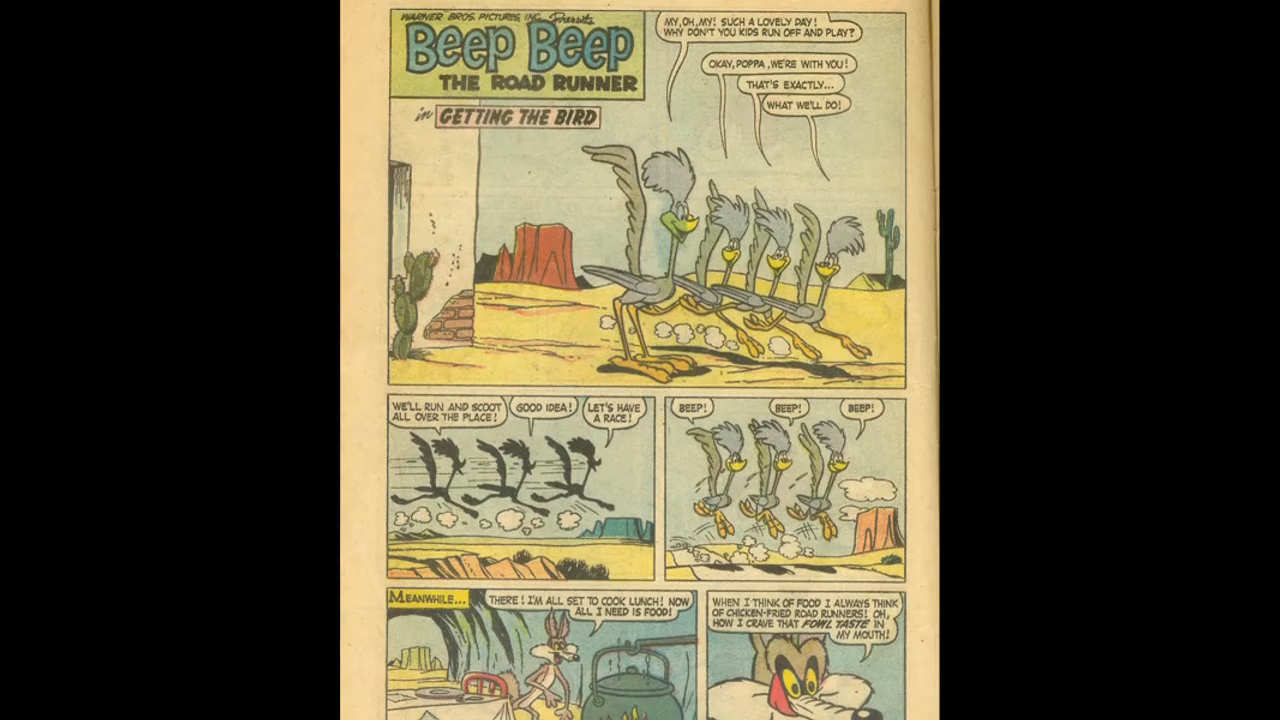 WARNER BROS. PICTURES, INC. Presents
Beep Beep
THE ROAD RUNNER
in GETTING THE BIRD
MY, OH, MY! SUCH A LOVELY DAY!
WHY DON'T YOU KIDS RUN OFF AND PLAY?
OKAY, POPPA, WE'RE WITH YOU!
THAT'S EXACTLY...
WHAT WE'LL DO!
WE'LL RUN AND SCOOT
ALL OVER THE PLACE!
GOOD IDEA!
LET'S HAVE
A RACE!
BEEP!
BEEP!
BEEP!
MEANWHILE...
THERE! I'M ALL SET TO COOK LUNCH! NOW
ALL I NEED IS FOOD!
WHEN I THINK OF FOOD I ALWAYS THINK
OF CHICKEN-FRIED ROAD RUNNERS! OH,
HOW I CRAVE THAT FOWL TASTE IN
MY MOUTH!